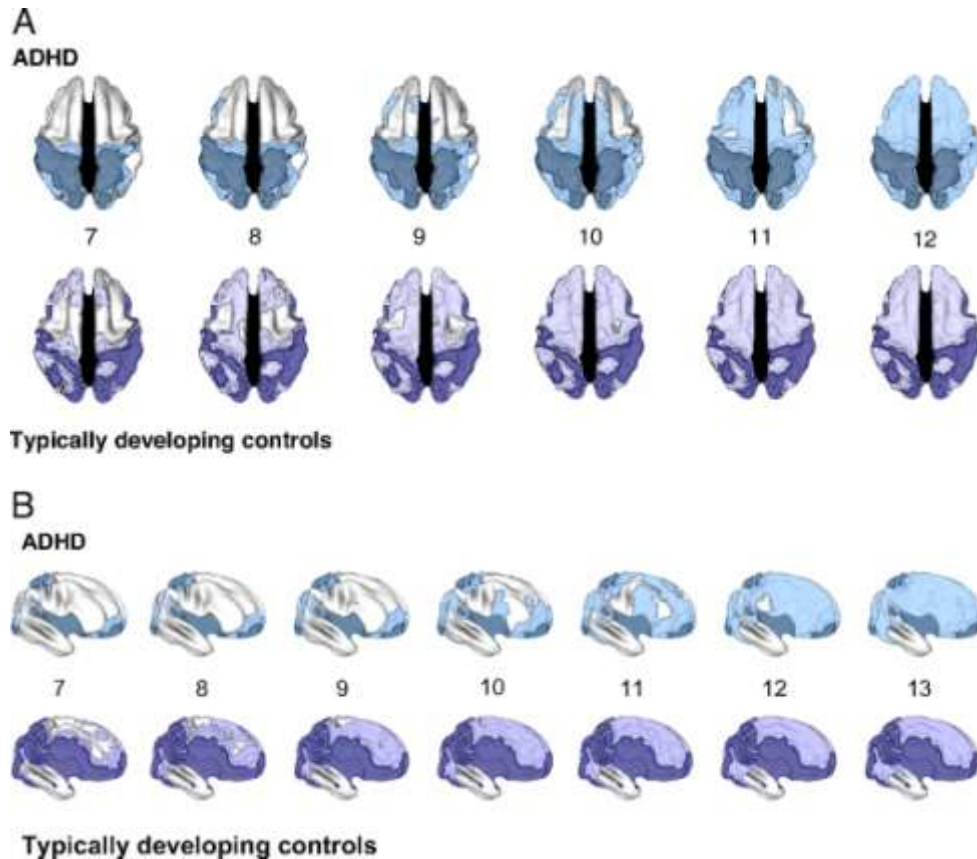 A
ADHD
7 8 9 10 11 12
Typically developing controls
B
ADHD
7 8 9 10 11 12 13
Typically developing controls